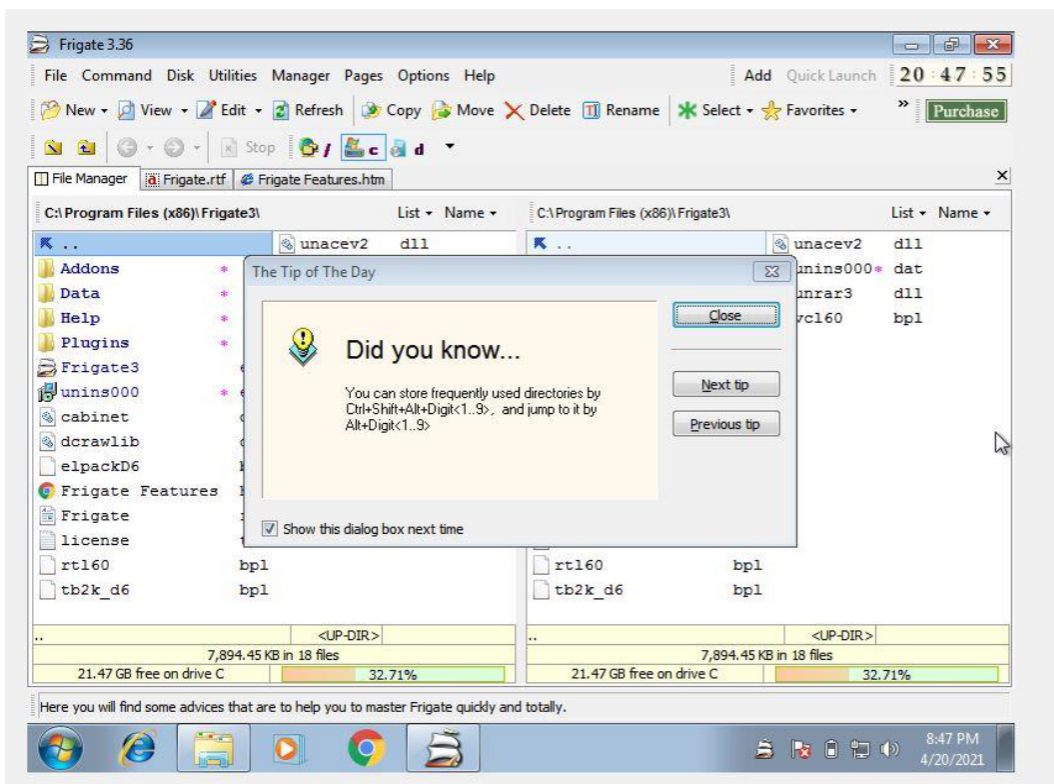 Frigate 3.36
File Command Disk Utilities Manager Pages Options Help Add Quick Launch 20:47:55
New View Edit Refresh Copy Move Delete Rename Select Favorites » Purchase
Stop / c d
File Manager Frigate.rtf Frigate Features.htm
C:\Program Files (x86)\Frigate3\ List Name C:\Program Files (x86)\Frigate3\ List Name
.. unacev2 dll .. unacev2 dll
Addons * unins000* dat
Data * unrar3 dll
Help * vcl60 bpl
Plugins *
Frigate3
unins000 *
cabinet
dcrawlib
elpackD6
Frigate Features
Frigate
license
rtl60 bpl rtl60 bpl
tb2k_d6 bpl tb2k_d6 bpl
The Tip of The Day
Did you know...
You can store frequently used directories by
Ctrl+Shift+Alt+Digit<1..9>, and jump to it by
Alt+Digit<1..9>
Close
Next tip
Previous tip
Show this dialog box next time
.. <UP-DIR> .. <UP-DIR>
7,894.45 KB in 18 files 7,894.45 KB in 18 files
21.47 GB free on drive C 32.71% 21.47 GB free on drive C 32.71%
Here you will find some advices that are to help you to master Frigate quickly and totally.
8:47 PM
4/20/2021